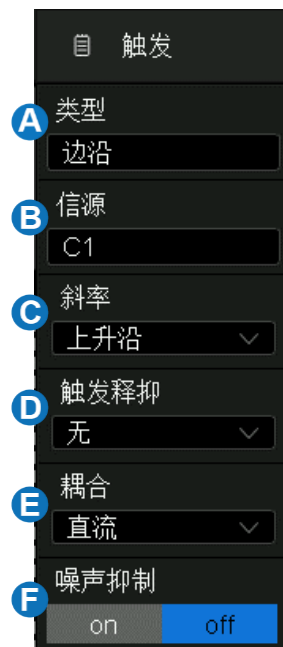 触发
A 类型
边沿
B 信源
C1
C 斜率
上升沿
D 触发释抑
无
E 耦合
直流
F 噪声抑制
on off